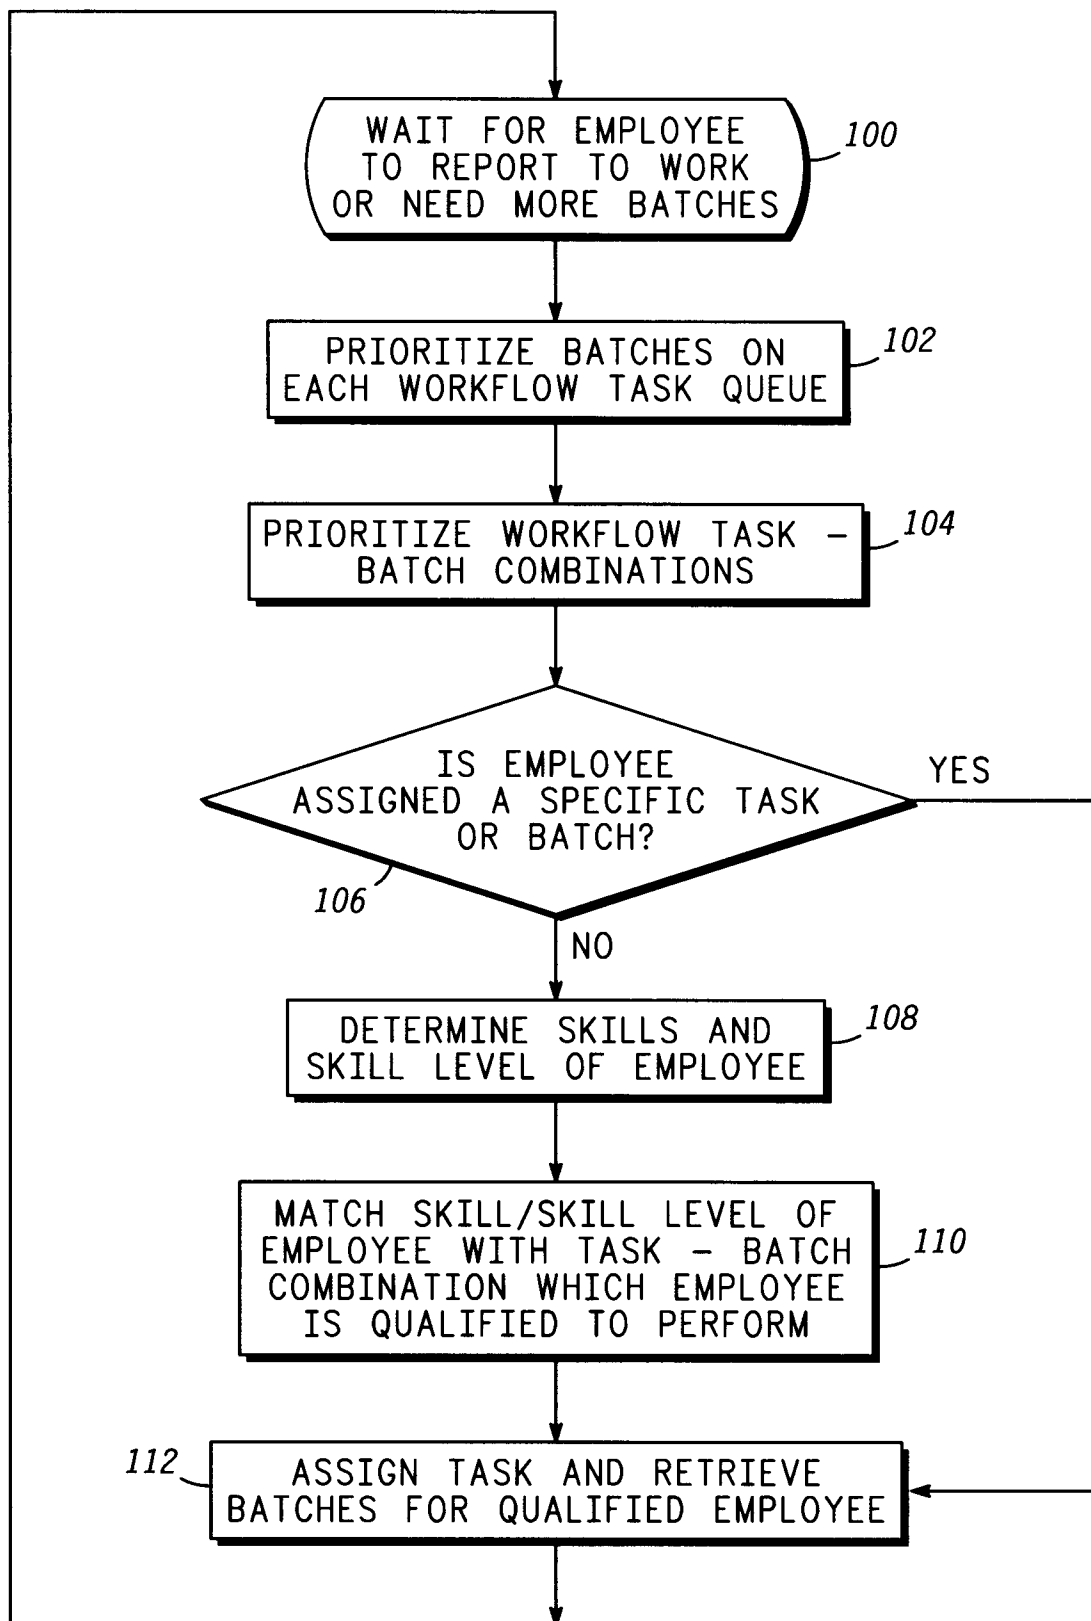 WAIT FOR EMPLOYEE
TO REPORT TO WORK
OR NEED MORE BATCHES
100
PRIORITIZE BATCHES ON
EACH WORKFLOW TASK QUEUE
102
PRIORITIZE WORKFLOW TASK –
BATCH COMBINATIONS
104
IS EMPLOYEE
ASSIGNED A SPECIFIC TASK
OR BATCH?
YES
106
NO
DETERMINE SKILLS AND
SKILL LEVEL OF EMPLOYEE
108
MATCH SKILL/SKILL LEVEL OF
EMPLOYEE WITH TASK – BATCH
COMBINATION WHICH EMPLOYEE
IS QUALIFIED TO PERFORM
110
112
ASSIGN TASK AND RETRIEVE
BATCHES FOR QUALIFIED EMPLOYEE